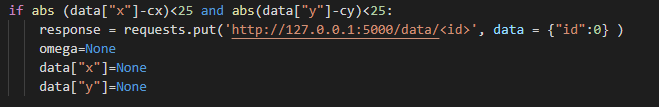 if abs (data["x"]-cx)<25 and abs(data["y"]-cy)<25:
    response = requests.put('http://127.0.0.1:5000/data/<id>', data = {"id":0} )
    omega=None
    data["x"]=None
    data["y"]=None